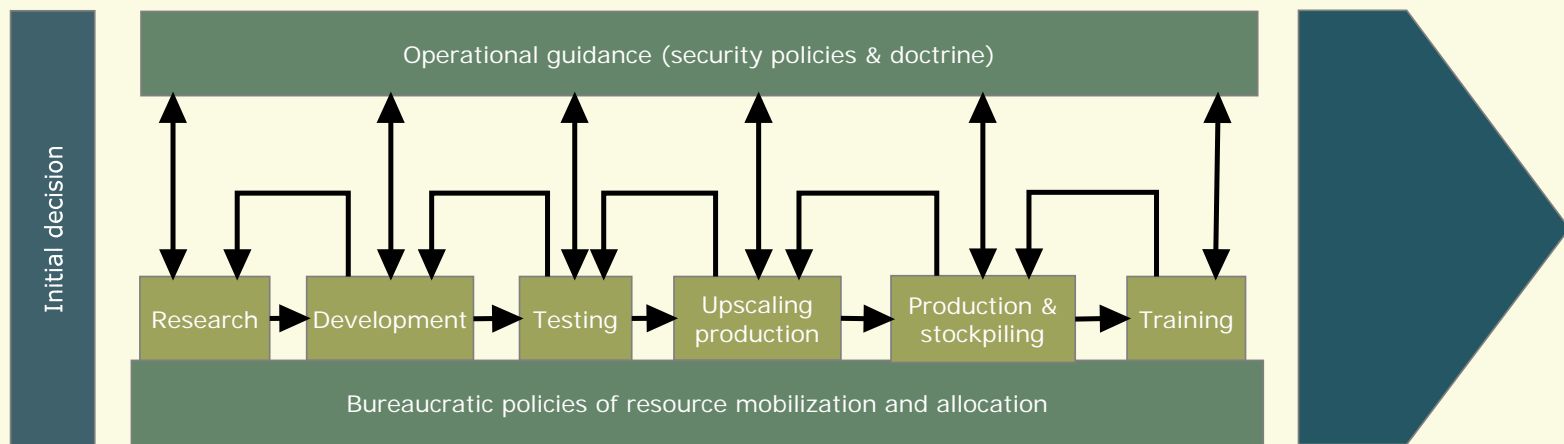 Initial decision
Operational guidance (security policies & doctrine)
Research
Development
Testing
Upscaling
production
Production &
stockpiling
Training
Bureaucratic policies of resource mobilization and allocation